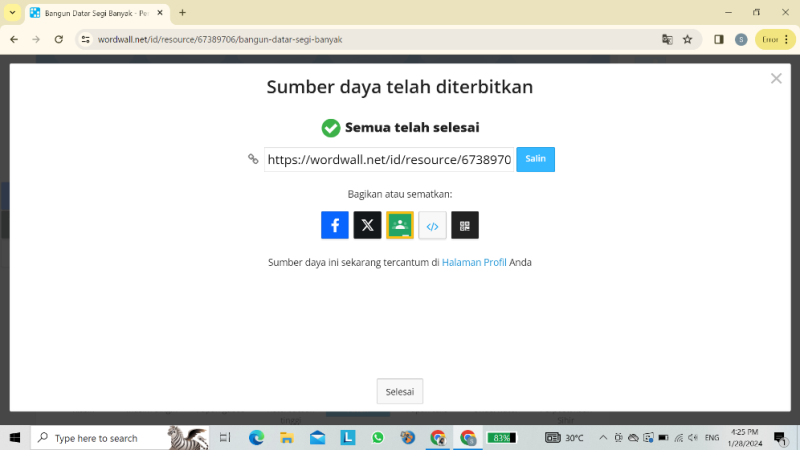 Bangun Datar Segi Banyak - Per
wordwall.net/id/resource/67389706/bangun-datar-segi-banyak
S
Error
Sumber daya telah diterbitkan
Semua telah selesai
https://wordwall.net/id/resource/6738970
Salin
Bagikan atau sematkan:
Sumber daya ini sekarang tercantum di Halaman Profil Anda
Selesai
Type here to search
L
83%
30°C
ENG
4:25 PM
1/28/2024
1